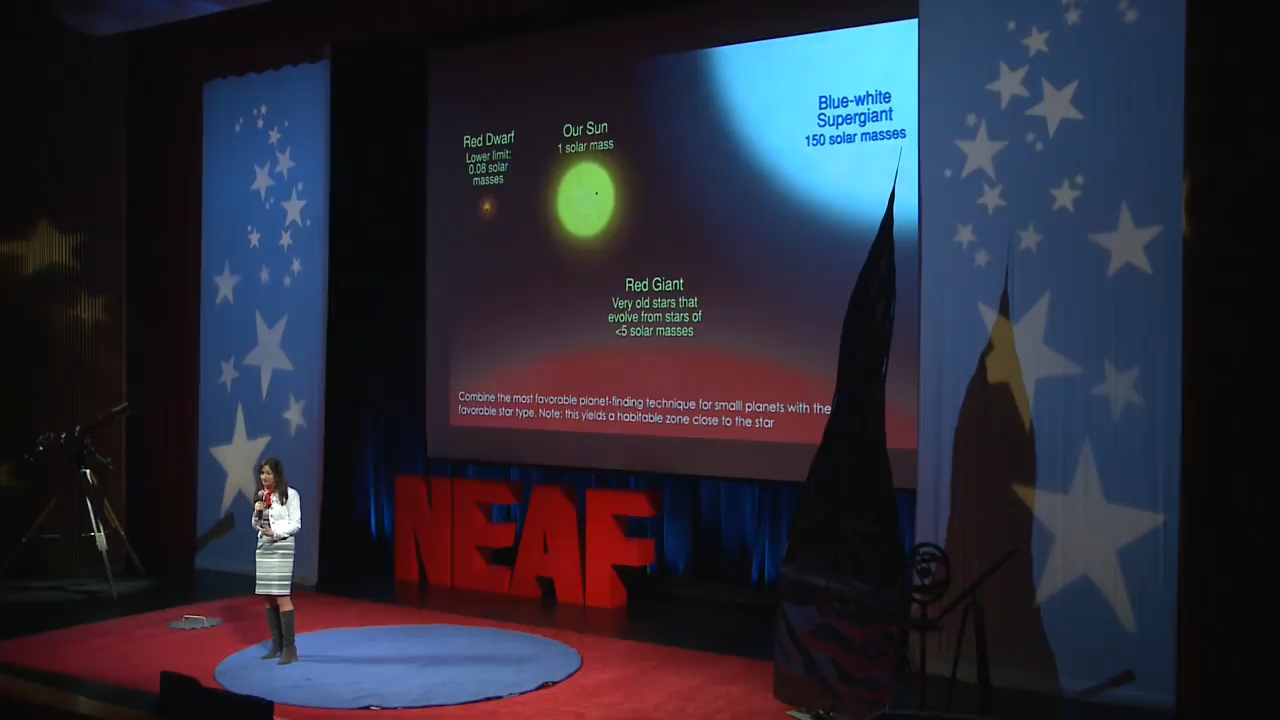 Red Dwarf
Lower limit:
0.08 solar
masses
Our Sun
1 solar mass
Blue-white
Supergiant
150 solar masses
Red Giant
Very old stars that
evolve from stars of
<5 solar masses
Combine the most favorable planet-finding technique for smalll planets with the
favorable star type. Note: this yields a habitable zone close to the star
NEAF